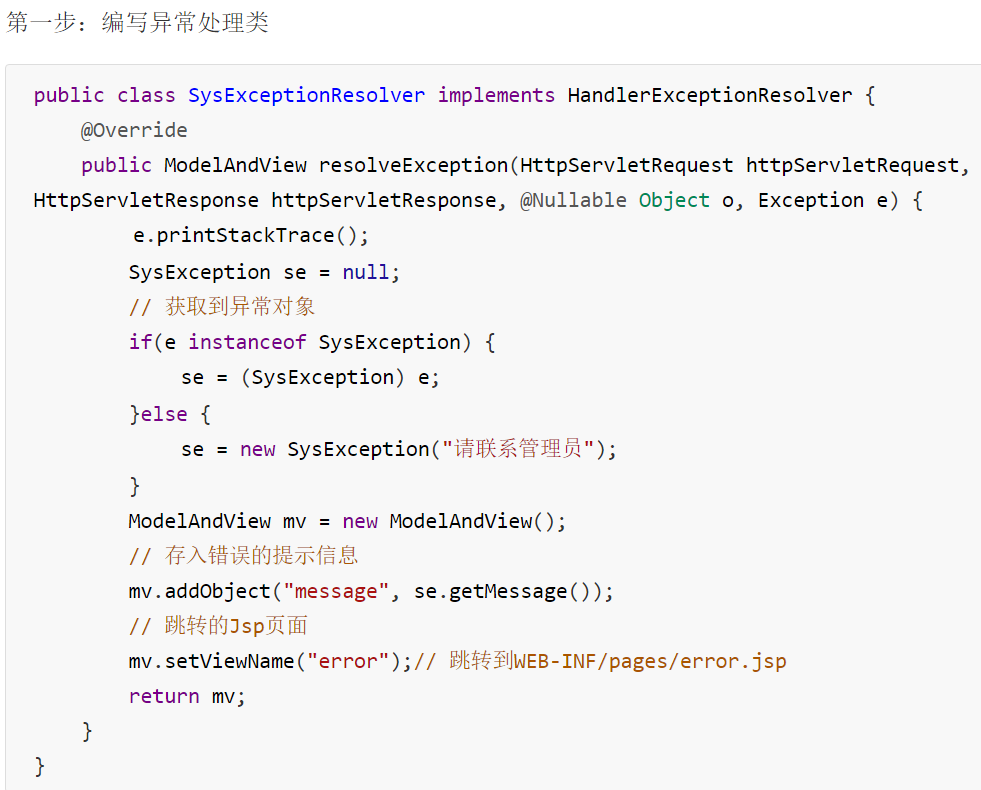 第一步：编写异常处理类
public class SysExceptionResolver implements HandlerExceptionResolver {
    @Override
    public ModelAndView resolveException(HttpServletRequest httpServletRequest,
HttpServletResponse httpServletResponse, @Nullable Object o, Exception e) {
        e.printStackTrace();
        SysException se = null;
        // 获取到异常对象
        if(e instanceof SysException) {
            se = (SysException) e;
        }else {
            se = new SysException("请联系管理员");
        }
        ModelAndView mv = new ModelAndView();
        // 存入错误的提示信息
        mv.addObject("message", se.getMessage());
        // 跳转的Jsp页面
        mv.setViewName("error");// 跳转到WEB-INF/pages/error.jsp
        return mv;
    }
}